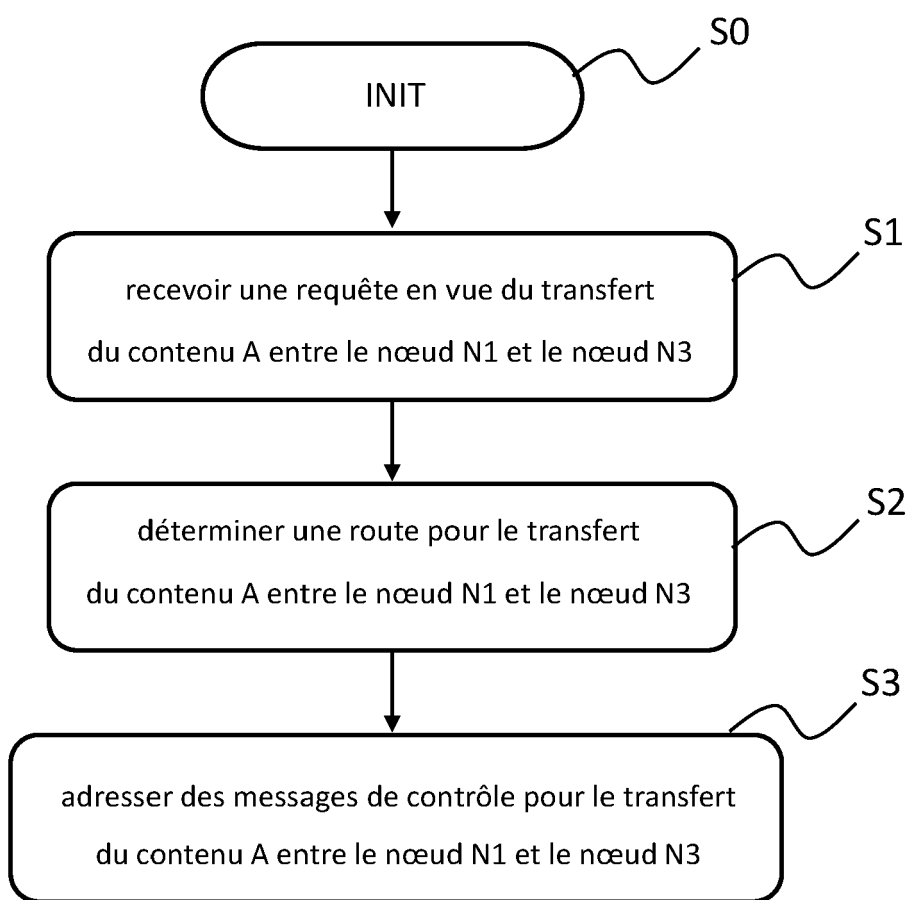 S0
INIT
S1
recevoir une requête en vue du transfert
du contenu A entre le nœud N1 et le nœud N3
S2
déterminer une route pour le transfert
du contenu A entre le nœud N1 et le nœud N3
S3
adresser des messages de contrôle pour le transfert
du contenu A entre le nœud N1 et le nœud N3